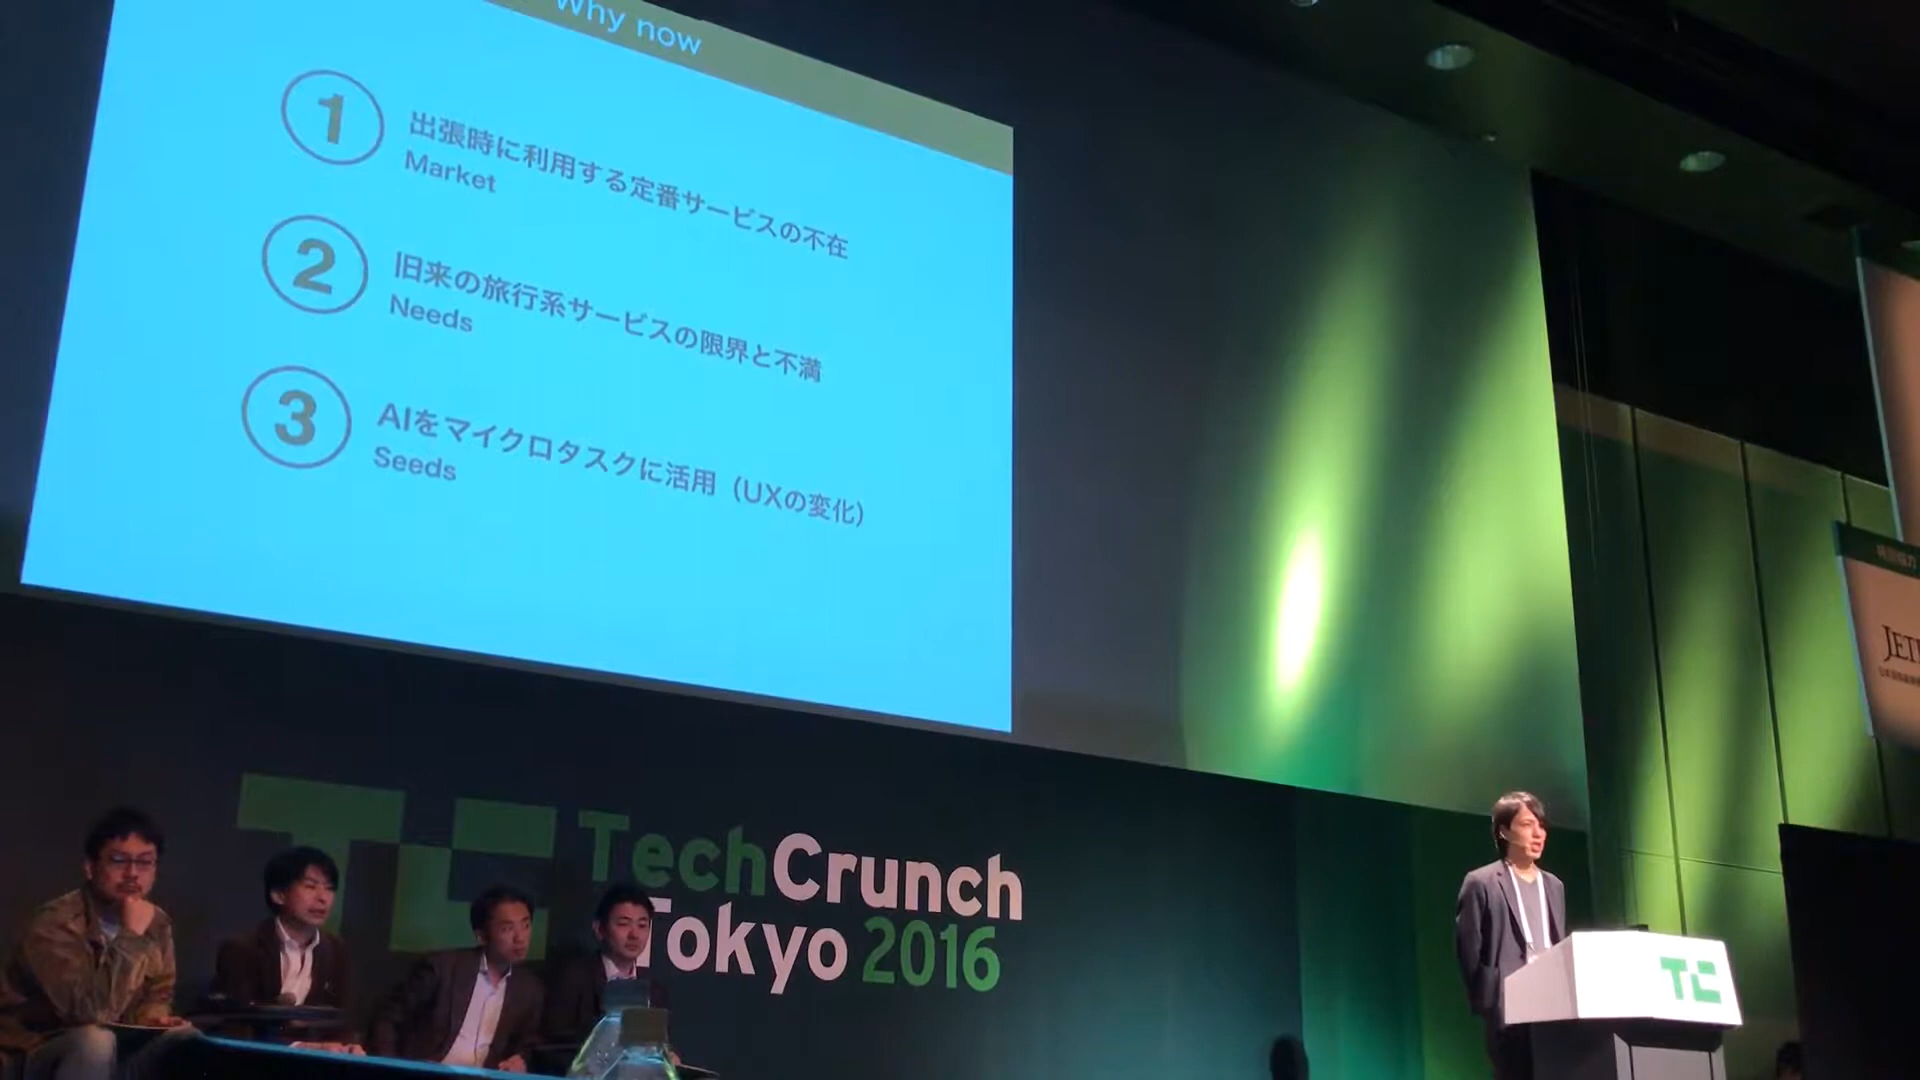 Why now
1
出張時に利用する定番サービスの不在
Market
2
旧来の旅行系サービスの限界と不満
Needs
3
AIをマイクロタスクに活用（UXの変化）
Seeds
TC
TechCrunch
Tokyo 2016
TC